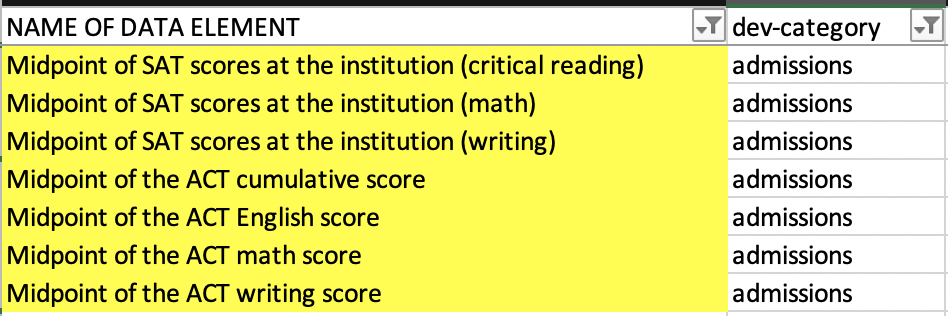 NAME OF DATA ELEMENT dev-category
Midpoint of SAT scores at the institution (critical reading) admissions
Midpoint of SAT scores at the institution (math) admissions
Midpoint of SAT scores at the institution (writing) admissions
Midpoint of the ACT cumulative score admissions
Midpoint of the ACT English score admissions
Midpoint of the ACT math score admissions
Midpoint of the ACT writing score admissions